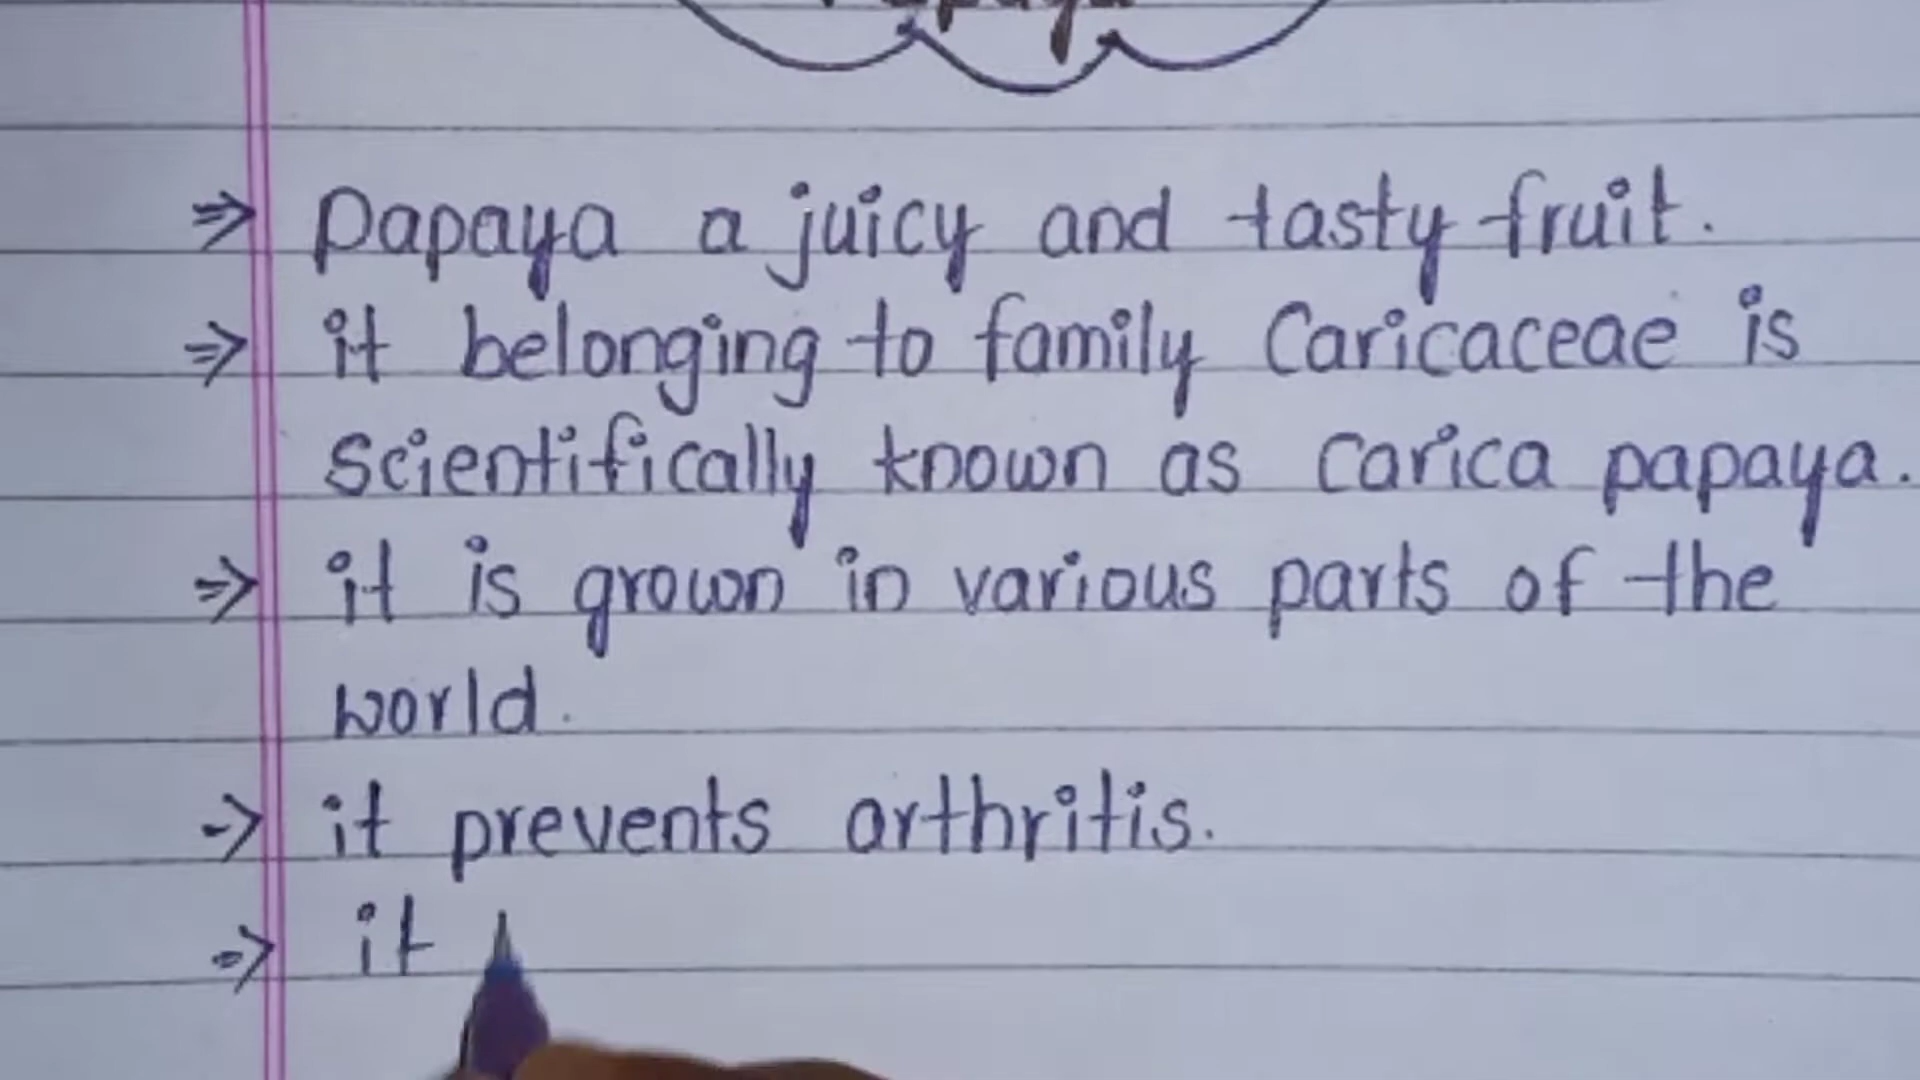 Papaya
⇒ Papaya a juicy and tasty fruit.
⇒ it belonging to family Caricaceae is
scientifically known as carica papaya.
⇒ it is grown in various parts of the
world.
⇒ it prevents arthritis.
⇒ it